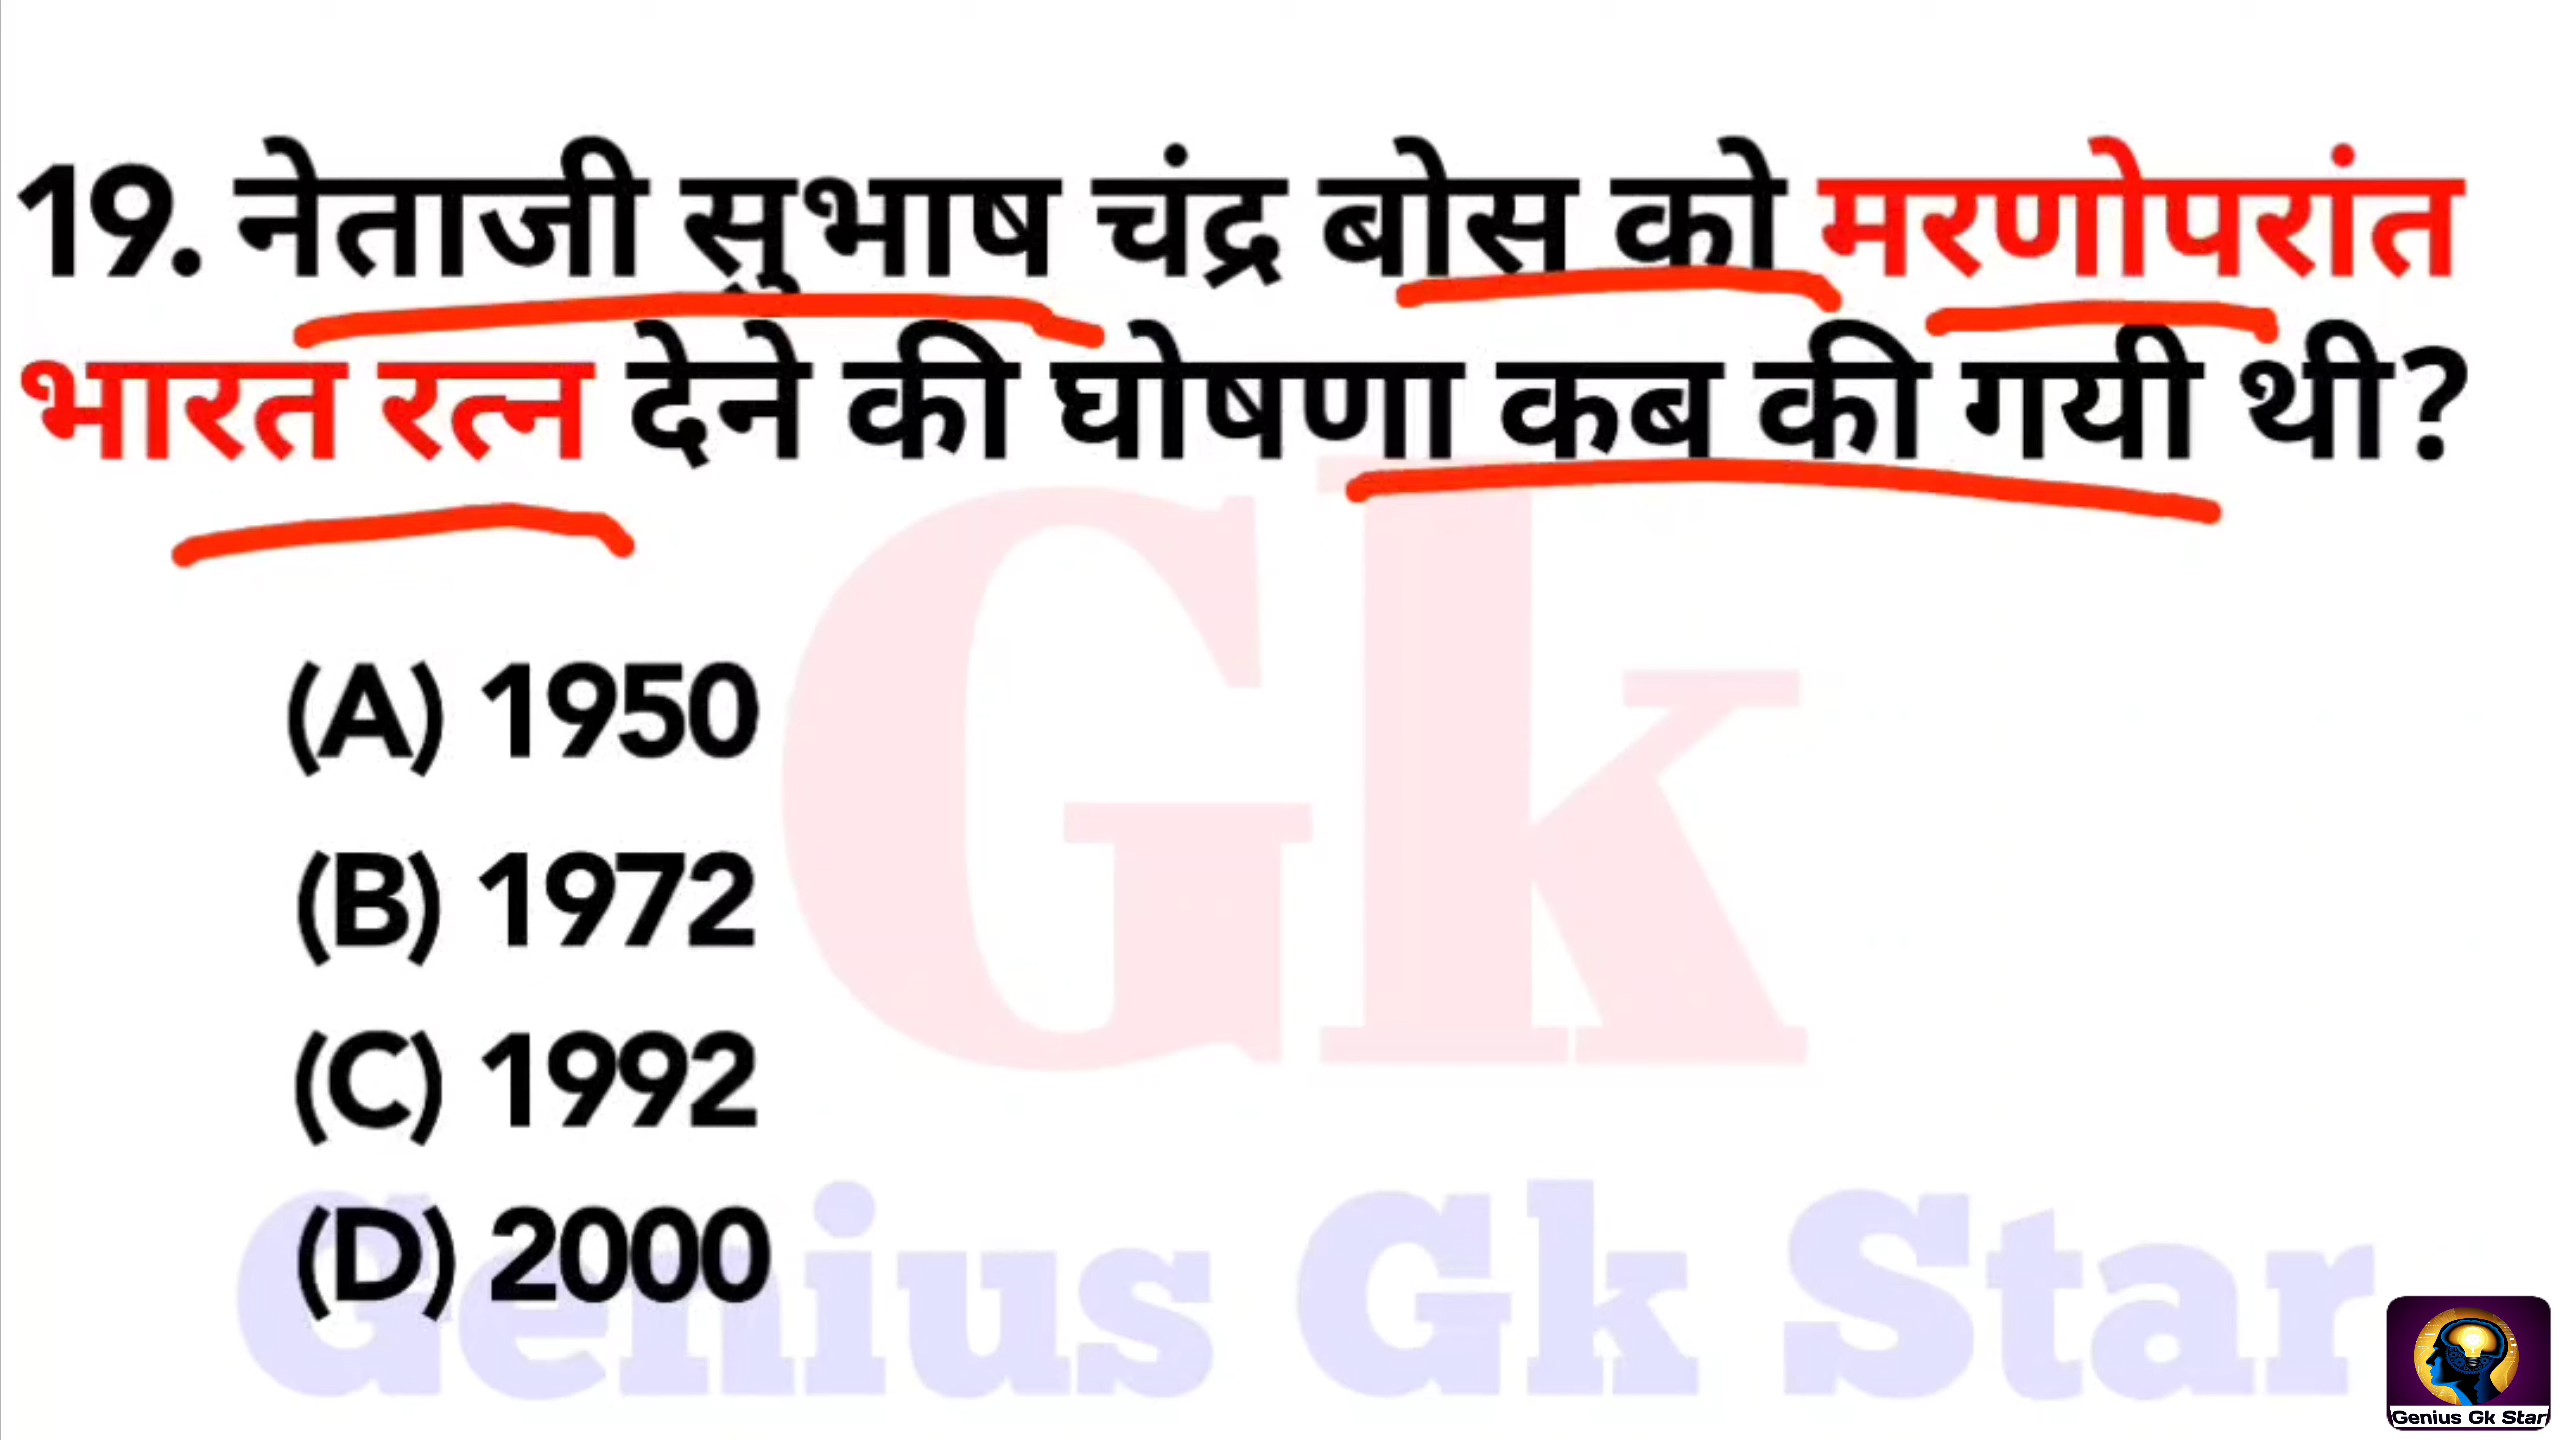 19. नेताजी सुभाष चंद्र बोस को मरणोपरांत
भारत रत्न देने की घोषणा कब की गयी थी?
(A) 1950
(B) 1972
(C) 1992
(D) 2000
Gk
Genius Gk Star
Genius Gk Star